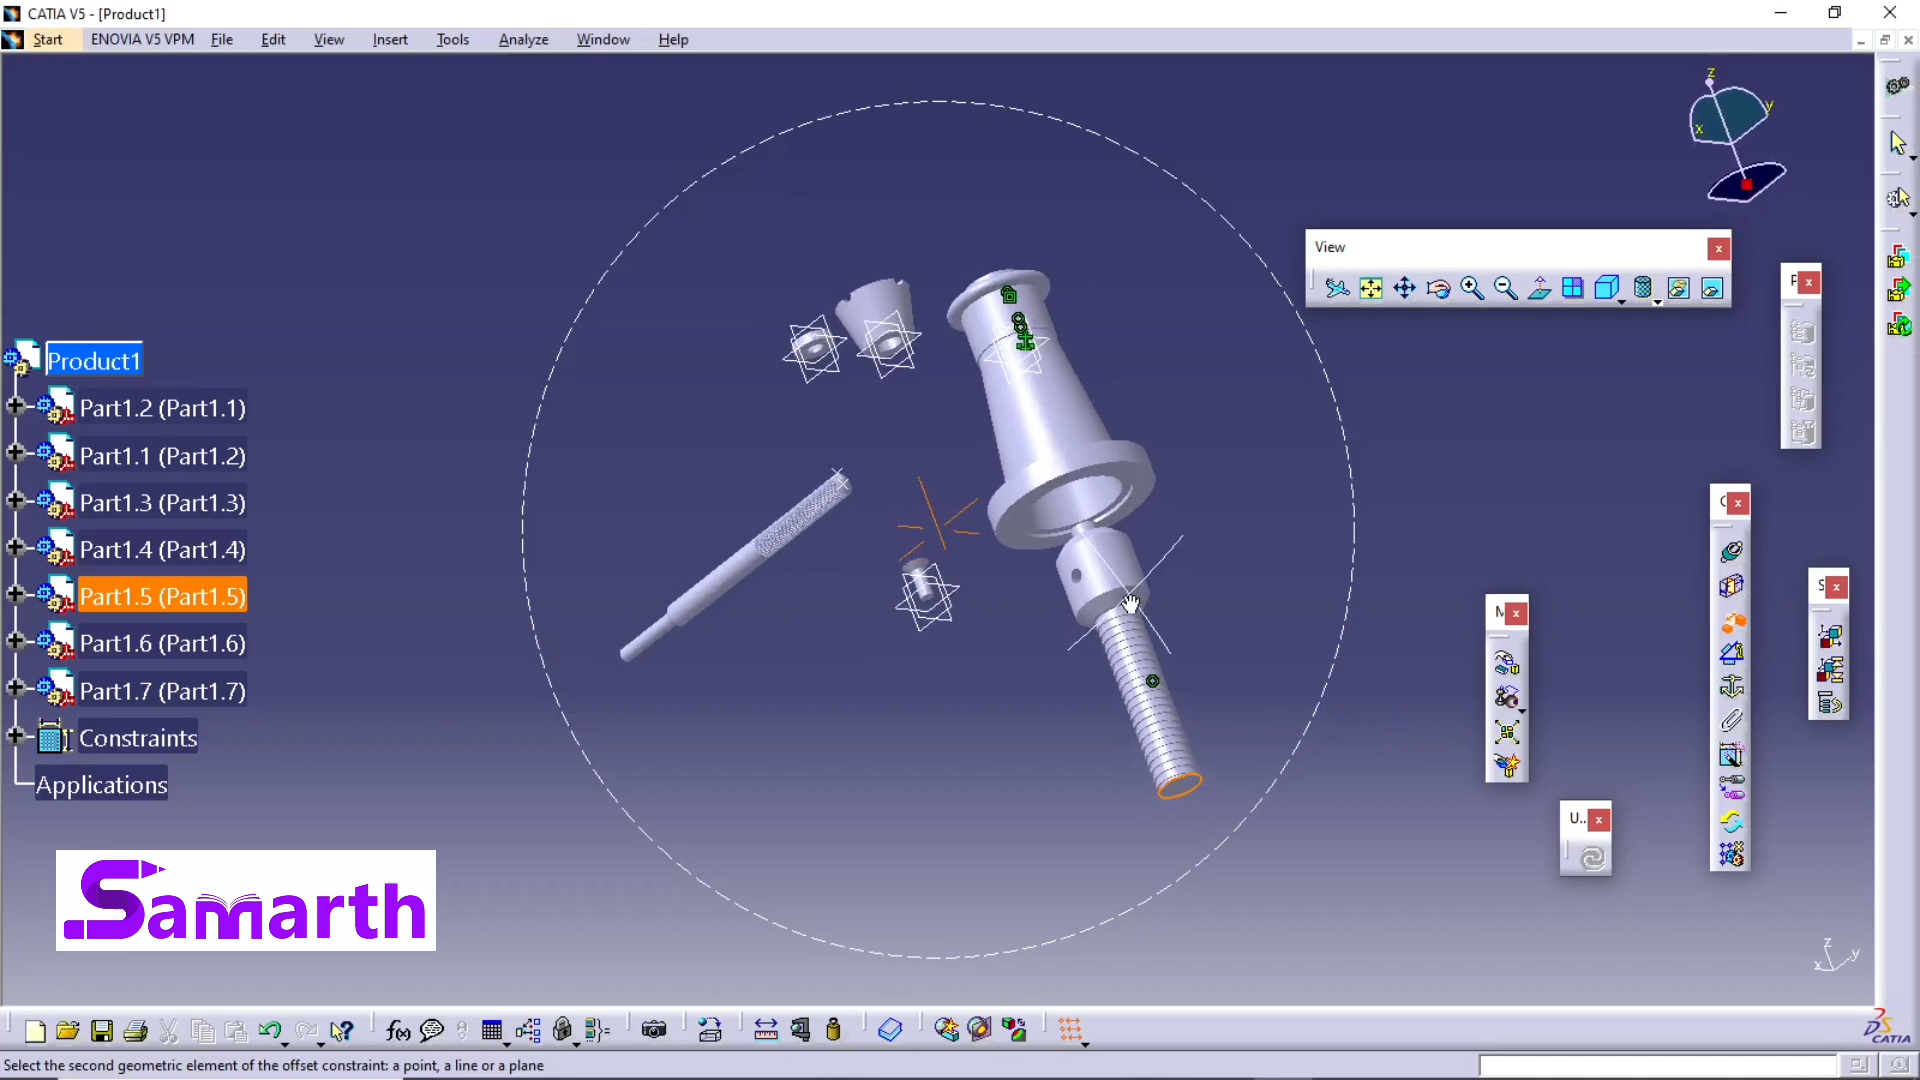 CATIA V5 - [Product1]
Start ENOVIA V5 VPM File Edit View Insert Tools Analyze Window Help
z
y
x
View
P
Product1
Part1.2 (Part1.1)
Part1.1 (Part1.2)
Part1.3 (Part1.3)
Part1.4 (Part1.4)
Part1.5 (Part1.5)
Part1.6 (Part1.6)
Part1.7 (Part1.7)
Constraints
Applications
C
S
M
U..
Samarth
z
x y
f(x)
CATIA
Select the second geometric element of the offset constraint: a point, a line or a plane